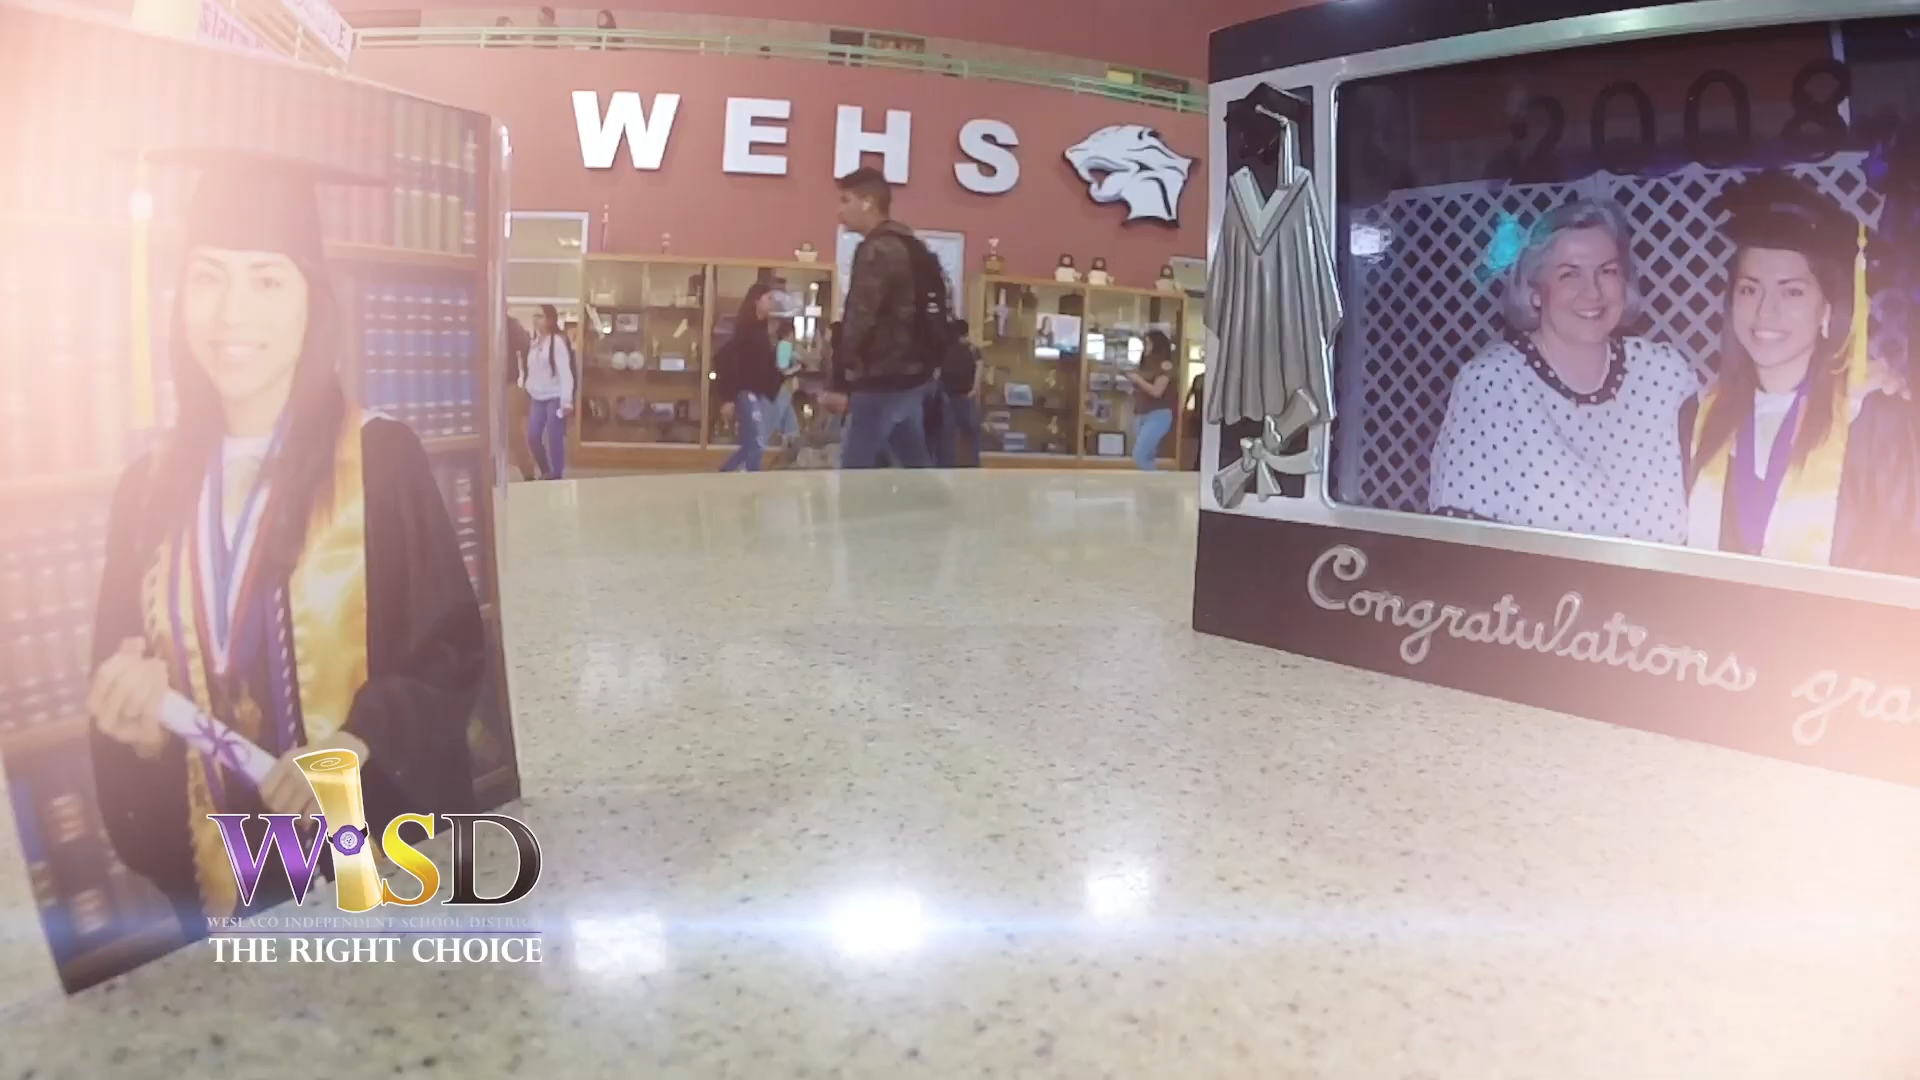 WEHS
2008
Congratulations
WISD
WESLACO INDEPENDENT SCHOOL DISTRICT
THE RIGHT CHOICE